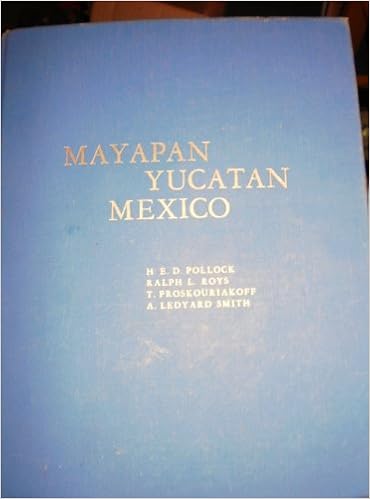 MAYAPAN
YUCATAN
MEXICO
H. E. D. POLLOCK
RALPH L. ROYS
T. PROSKOURIAKOFF
A. LEDYARD SMITH